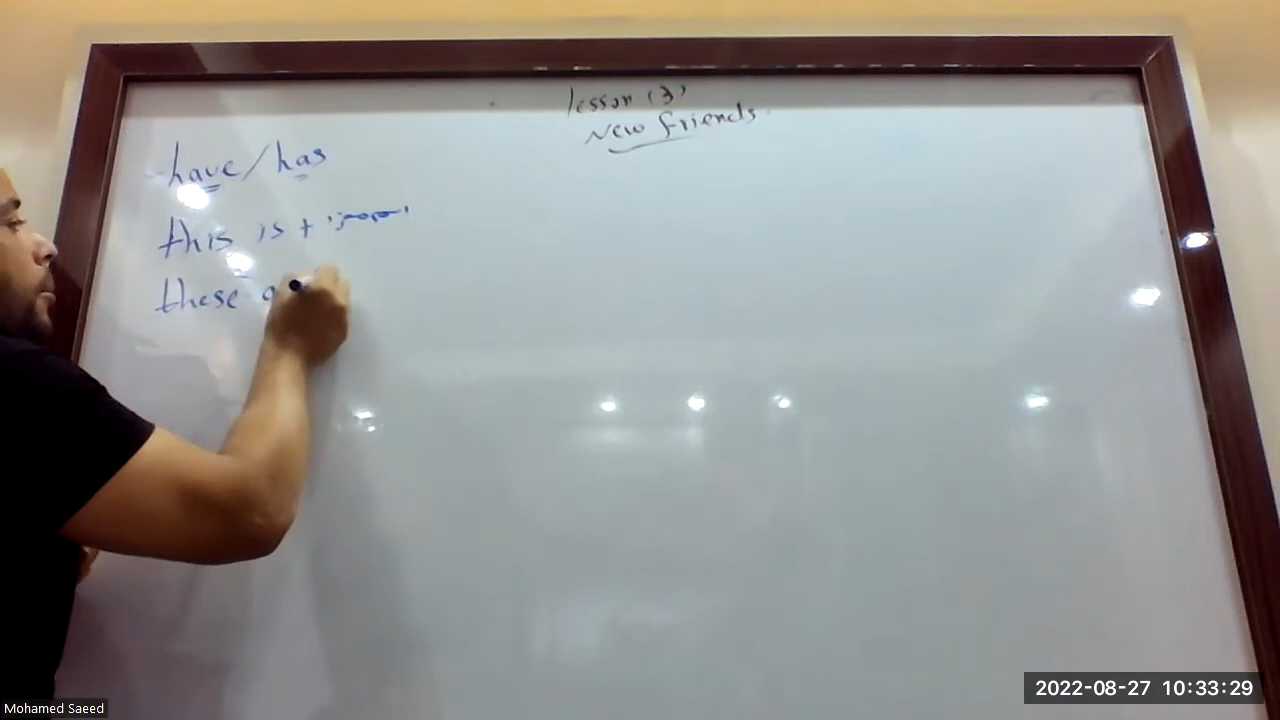 lesson (3)
New friends
have/has
this is +
these a
2022-08-27 10:33:29
Mohamed Saeed